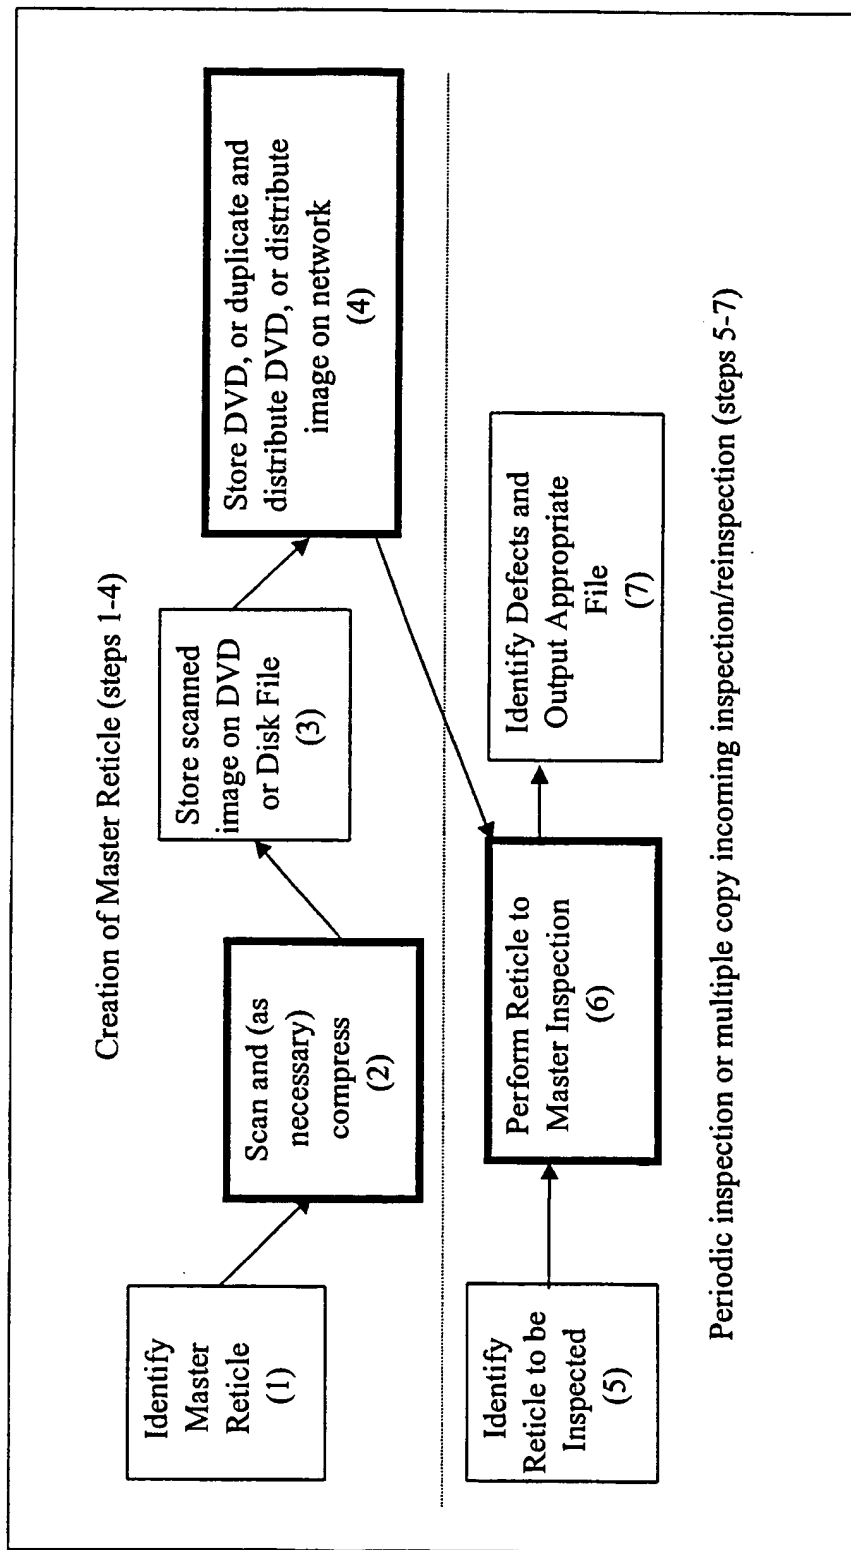 Creation of Master Reticle (steps 1-4)
Identify
Master
Reticle
(1)
Scan and (as
necessary)
compress
(2)
Store scanned
image on DVD
or Disk File
(3)
Store DVD, or duplicate and
distribute DVD, or distribute
image on network
(4)
Identify
Reticle to be
Inspected
(5)
Perform Reticle to
Master Inspection
(6)
Identify Defects and
Output Appropriate
File
(7)
Periodic inspection or multiple copy incoming inspection/reinspection (steps 5-7)